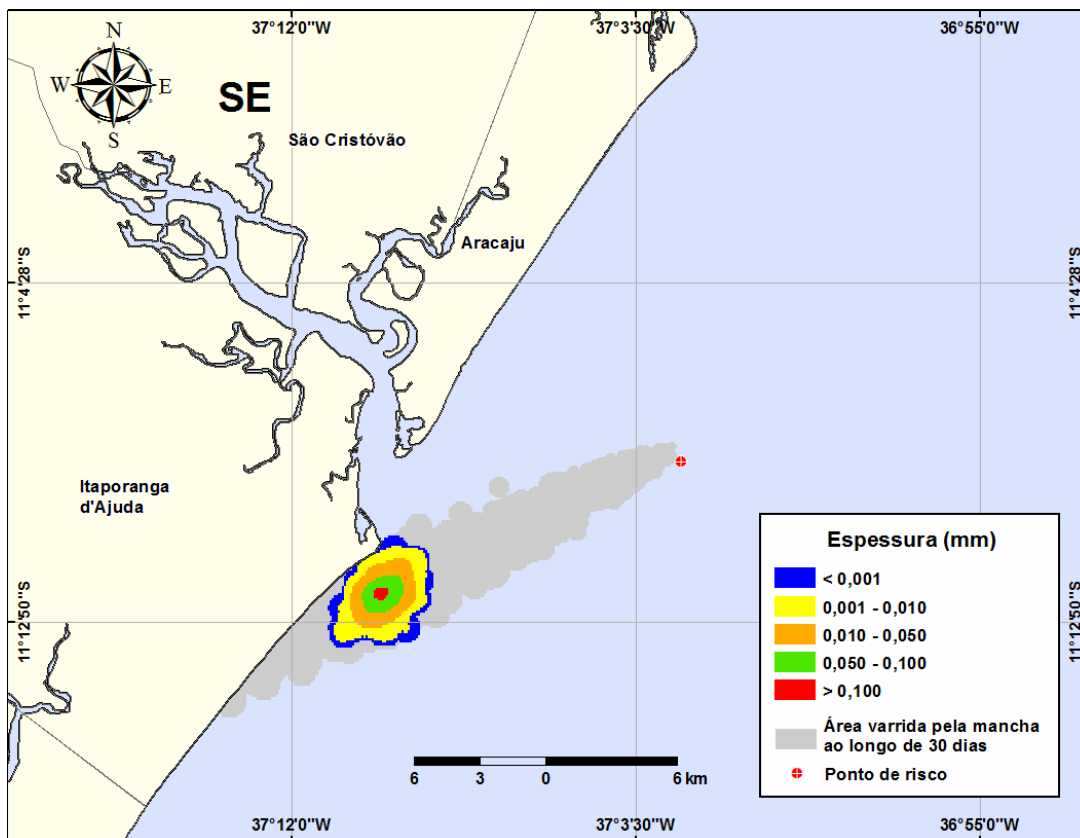 37°12'0"W
37°3'30"W
36°55'0"W
N
W
E
S
SE
São Cristóvão
Aracaju
11°4'28"S
11°4'28"S
Itaporanga
d'Ajuda
11°12'50"S
11°12'50"S
Espessura (mm)
< 0,001
0,001 - 0,010
0,010 - 0,050
0,050 - 0,100
> 0,100
Área varrida pela mancha
ao longo de 30 dias
Ponto de risco
6 3 0 6 km
37°12'0"W
37°3'30"W
36°55'0"W